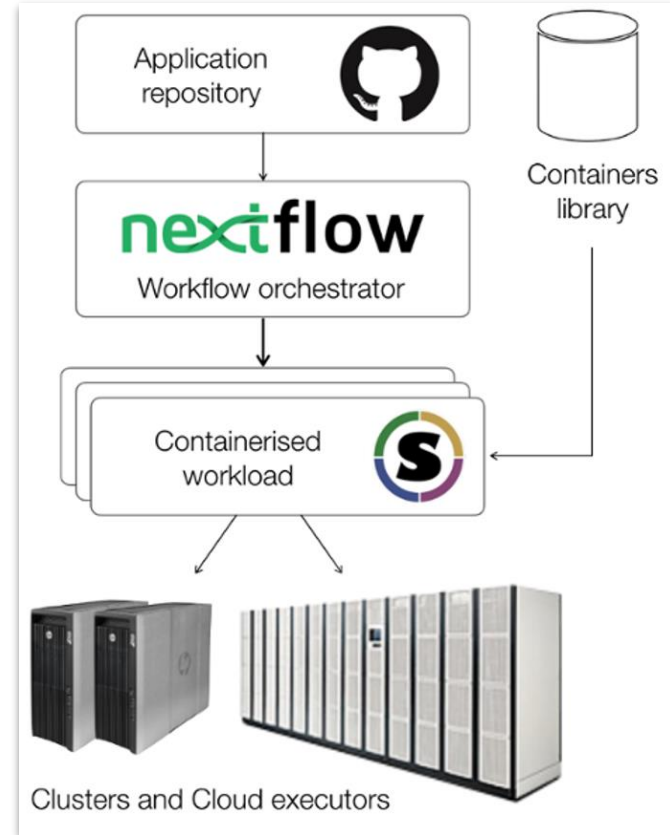 Application
repository
Containers
library
nextflow
Workflow orchestrator
Containerised
workload
S
Clusters and Cloud executors